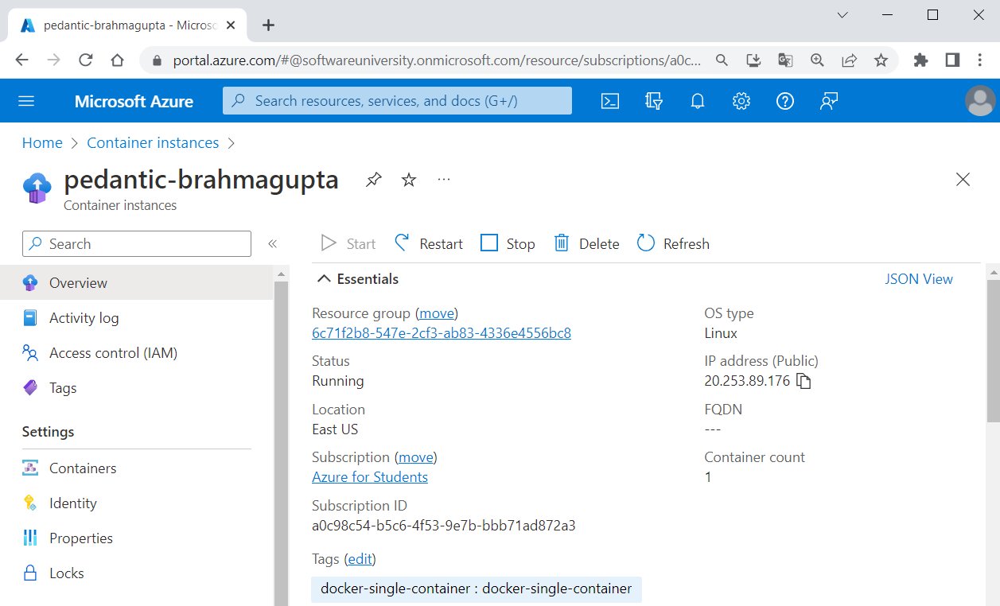 pedantic-brahmagupta - Microso
portal.azure.com/#@softwareuniversity.onmicrosoft.com/resource/subscriptions/a0c...
Microsoft Azure
Search resources, services, and docs (G+/)
Home > Container instances >
pedantic-brahmagupta
Container instances
Search
Start Restart Stop Delete Refresh
Overview
Activity log
Access control (IAM)
Tags
Settings
Containers
Identity
Properties
Locks
Essentials
JSON View
Resource group (move)
6c71f2b8-547e-2cf3-ab83-4336e4556bc8
Status
Running
Location
East US
Subscription (move)
Azure for Students
Subscription ID
a0c98c54-b5c6-4f53-9e7b-bbb71ad872a3
OS type
Linux
IP address (Public)
20.253.89.176
FQDN
---
Container count
1
Tags (edit)
docker-single-container : docker-single-container